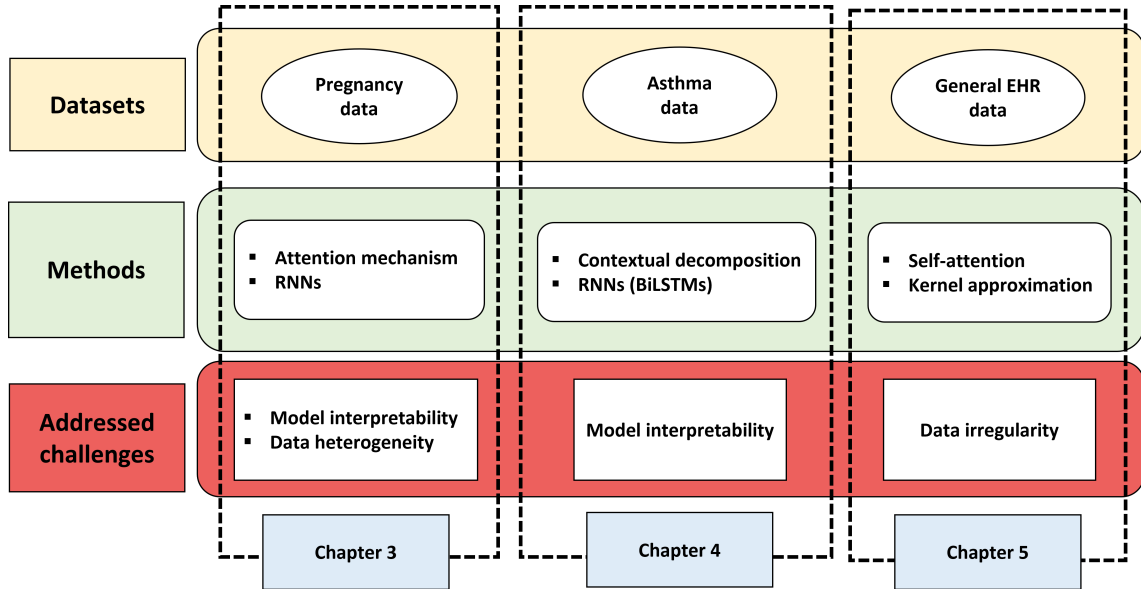 Datasets
Pregnancy
data
Asthma
data
General EHR
data
Methods
▪ Attention mechanism
▪ RNNs
▪ Contextual decomposition
▪ RNNs (BiLSTMs)
▪ Self-attention
▪ Kernel approximation
Addressed
challenges
▪ Model interpretability
▪ Data heterogeneity
Model interpretability
Data irregularity
Chapter 3
Chapter 4
Chapter 5